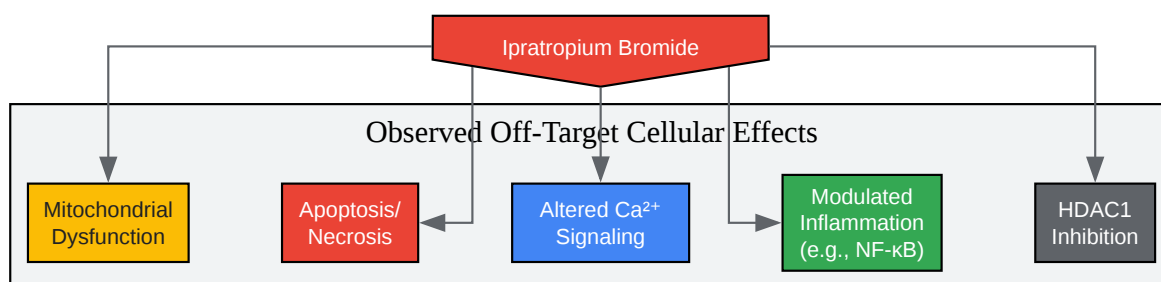 Ipratropium Bromide
Observed Off-Target Cellular Effects
Mitochondrial
Dysfunction
Apoptosis/
Necrosis
Altered Ca²⁺
Signaling
Modulated
Inflammation
(e.g., NF-κB)
HDAC1
Inhibition